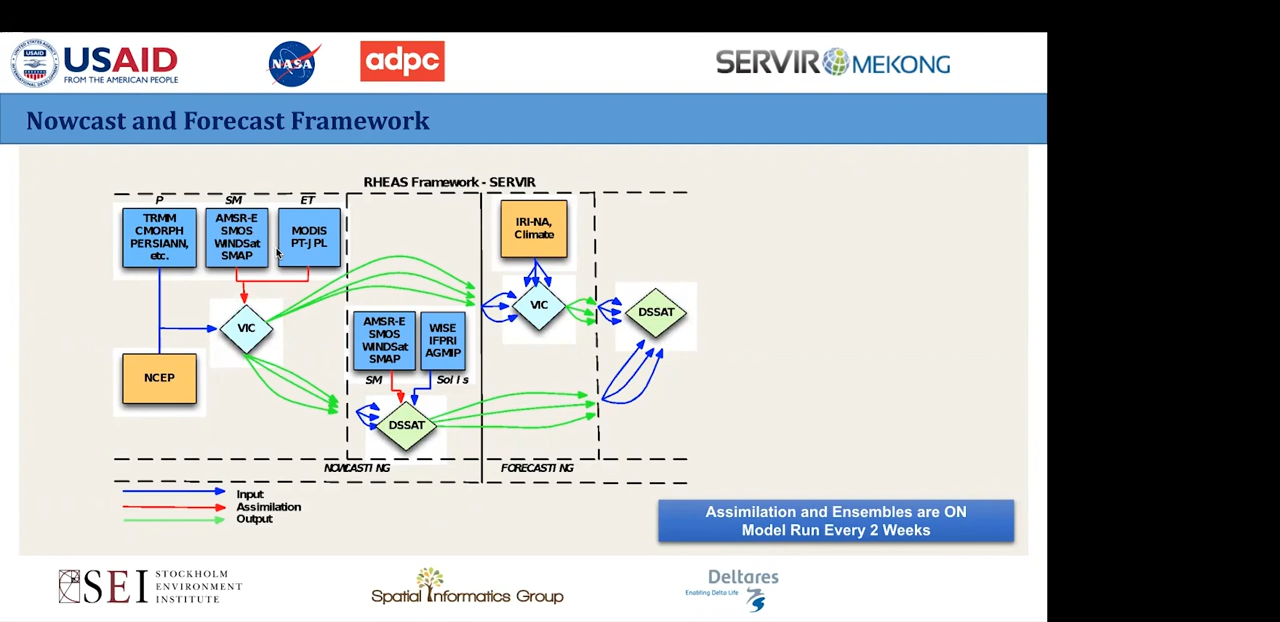 USAID
FROM THE AMERICAN PEOPLE
NASA
adpc
SERVIR MEKONG
Nowcast and Forecast Framework
RHEAS Framework - SERVIR
P
SM
ET
TRMM
CMORPH
PERSIANN,
etc.
AMSR-E
SMOS
WINDSat
SMAP
MODIS
PT-JPL
IRI-NA,
Climate
VIC
VIC
DSSAT
AMSR-E
SMOS
WINDSat
SMAP
WISE
IFPRI
AGMIP
NCEP
SM
Soils
DSSAT
NOWCASTING
FORECASTING
Input
Assimilation
Output
Assimilation and Ensembles are ON
Model Run Every 2 Weeks
SEI STOCKHOLM
ENVIRONMENT
INSTITUTE
Spatial Informatics Group
Deltares
Enabling Delta Life